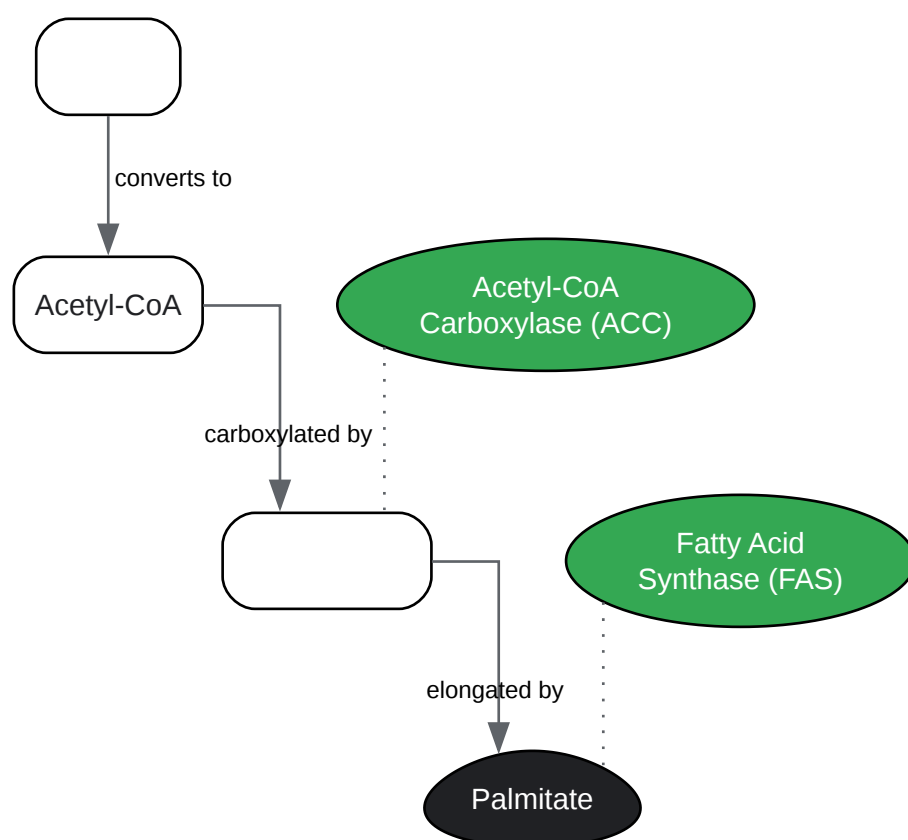 converts to
Acetyl-CoA
Acetyl-CoA
Carboxylase (ACC)
carboxylated by
Fatty Acid
Synthase (FAS)
elongated by
Palmitate